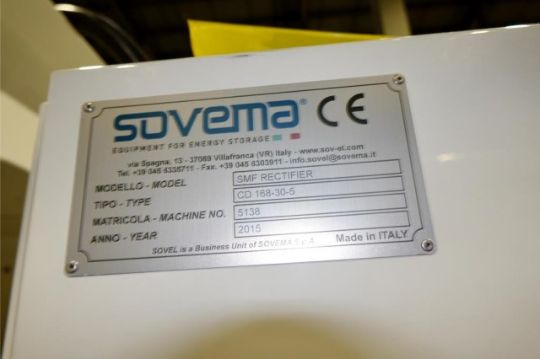 SOVEMA® CE
EQUIPMENT FOR ENERGY STORAGE
via Spagna, 13 - 37069 Villafranca (VR) Italy - www.sov-el.com
Tel. +39 045 6335711 - Fax. +39 045 6303911 - info.sovel@sovema.it
MODELLO - MODEL SMF RECTIFIER
TIPO - TYPE CD 168-30-5
MATRICOLA - MACHINE NO. 5138
ANNO - YEAR 2015
SOVEL is a Business Unit of SOVEMA S.p.A. Made in ITALY